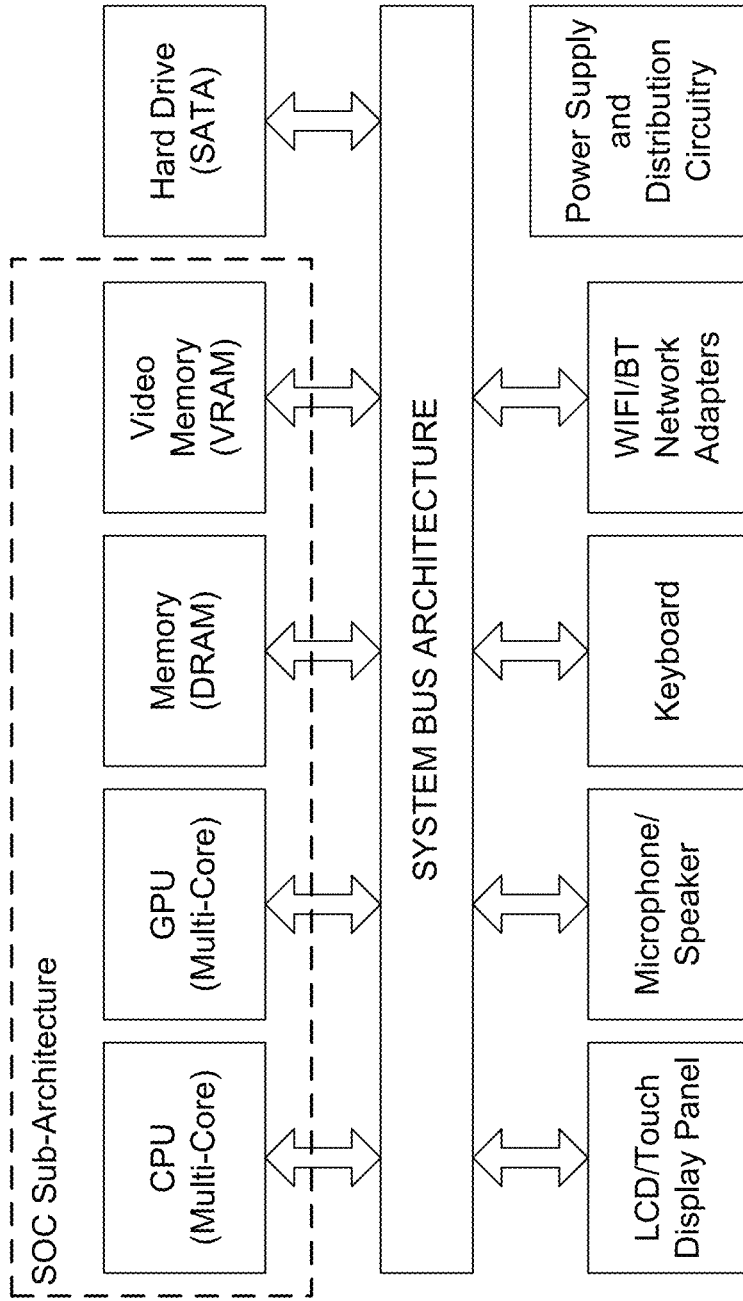 SOC Sub-Architecture
CPU
(Multi-Core)
GPU
(Multi-Core)
Memory
(DRAM)
Video
Memory
(VRAM)
Hard Drive
(SATA)
SYSTEM BUS ARCHITECTURE
LCD/Touch
Display Panel
Microphone/
Speaker
Keyboard
WIFI/BT
Network
Adapters
Power Supply
and
Distribution
Circuitry